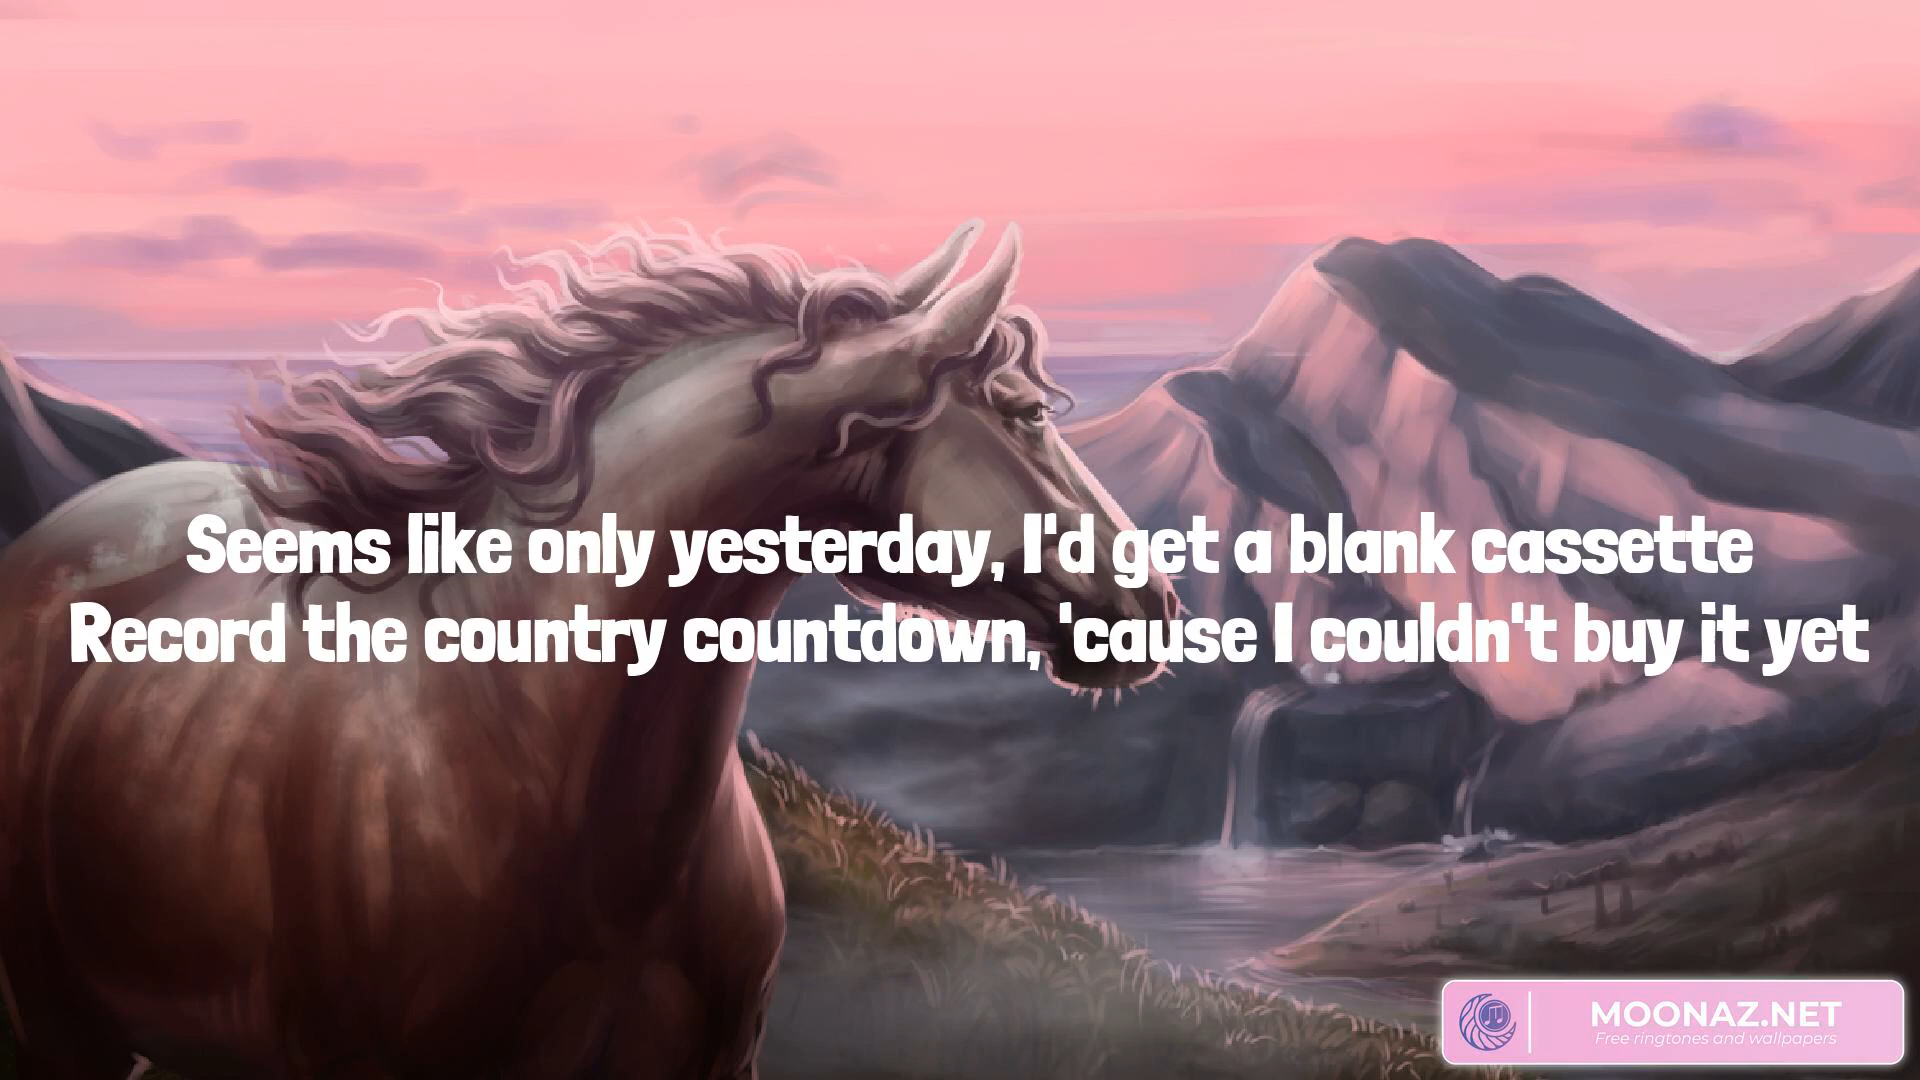 Seems like only yesterday, I'd get a blank cassette
Record the country countdown, 'cause I couldn't buy it yet
MOONAZ.NET
Free ringtones and wallpapers